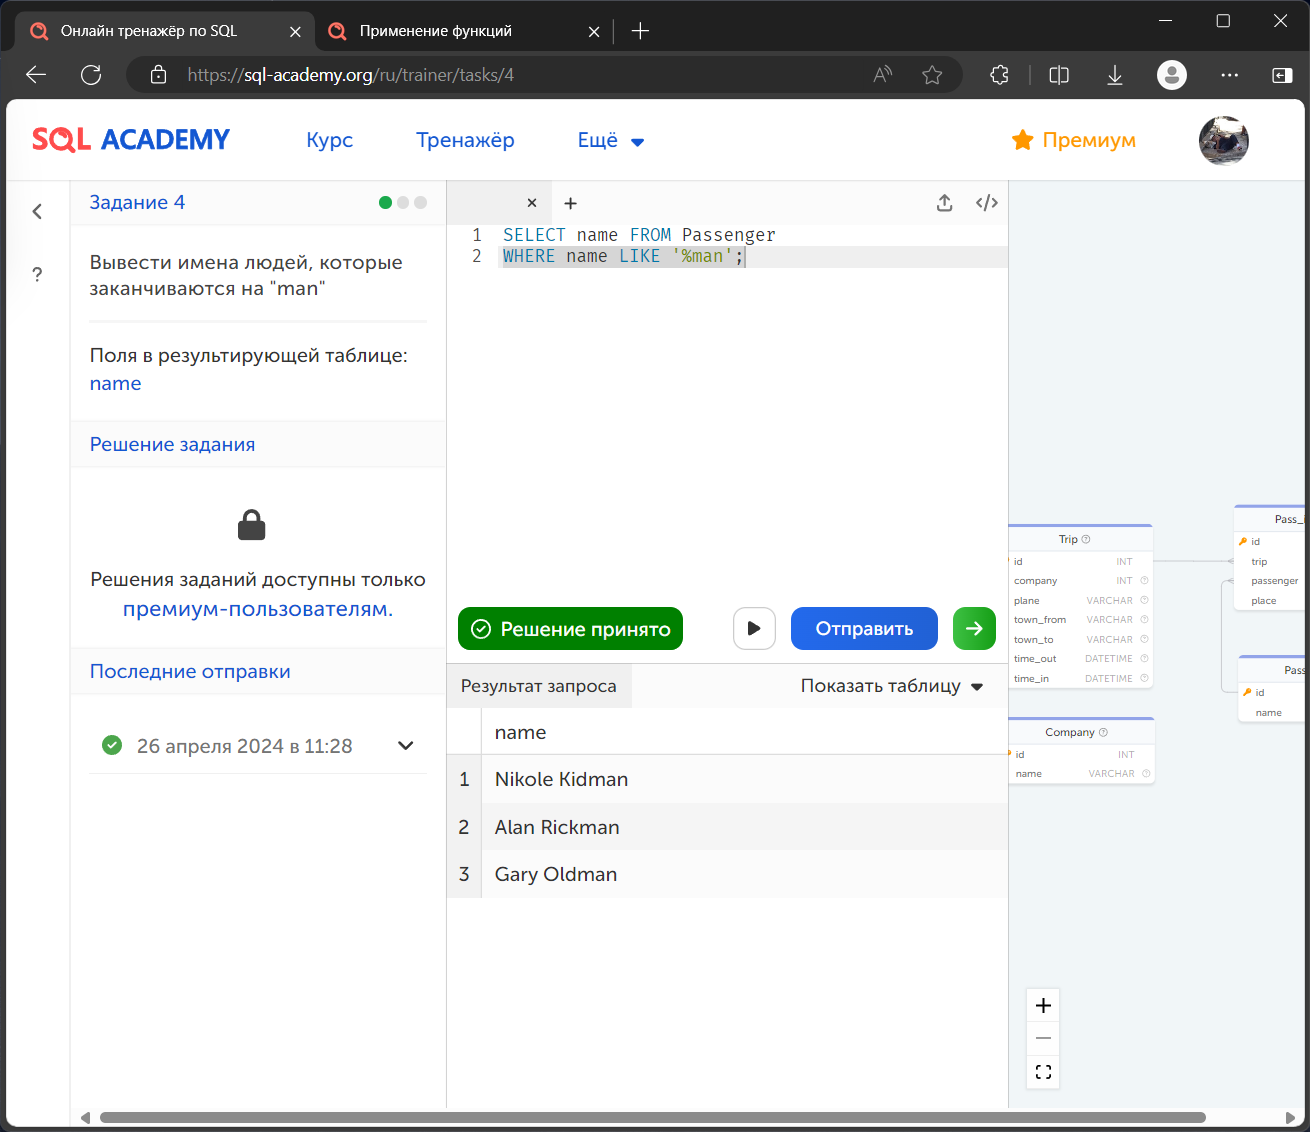 Онлайн тренажёр по SQL
Применение функций
https://sql-academy.org/ru/trainer/tasks/4
SQL ACADEMY
Курс
Тренажёр
Ещё
Премиум
Задание 4
Вывести имена людей, которые
заканчиваются на "man"
Поля в результирующей таблице:
name
Решение задания
Решения заданий доступны только
премиум-пользователям.
Последние отправки
26 апреля 2024 в 11:28
1 SELECT name FROM Passenger
2 WHERE name LIKE '%man';
Решение принято
Отправить
Результат запроса
Показать таблицу
name
1 Nikole Kidman
2 Alan Rickman
3 Gary Oldman
Trip
id INT
company INT
plane VARCHAR
town_from VARCHAR
town_to VARCHAR
time_out DATETIME
time_in DATETIME
Company
id INT
name VARCHAR
Pass_i
id
trip
passenger
place
Pass
id
name